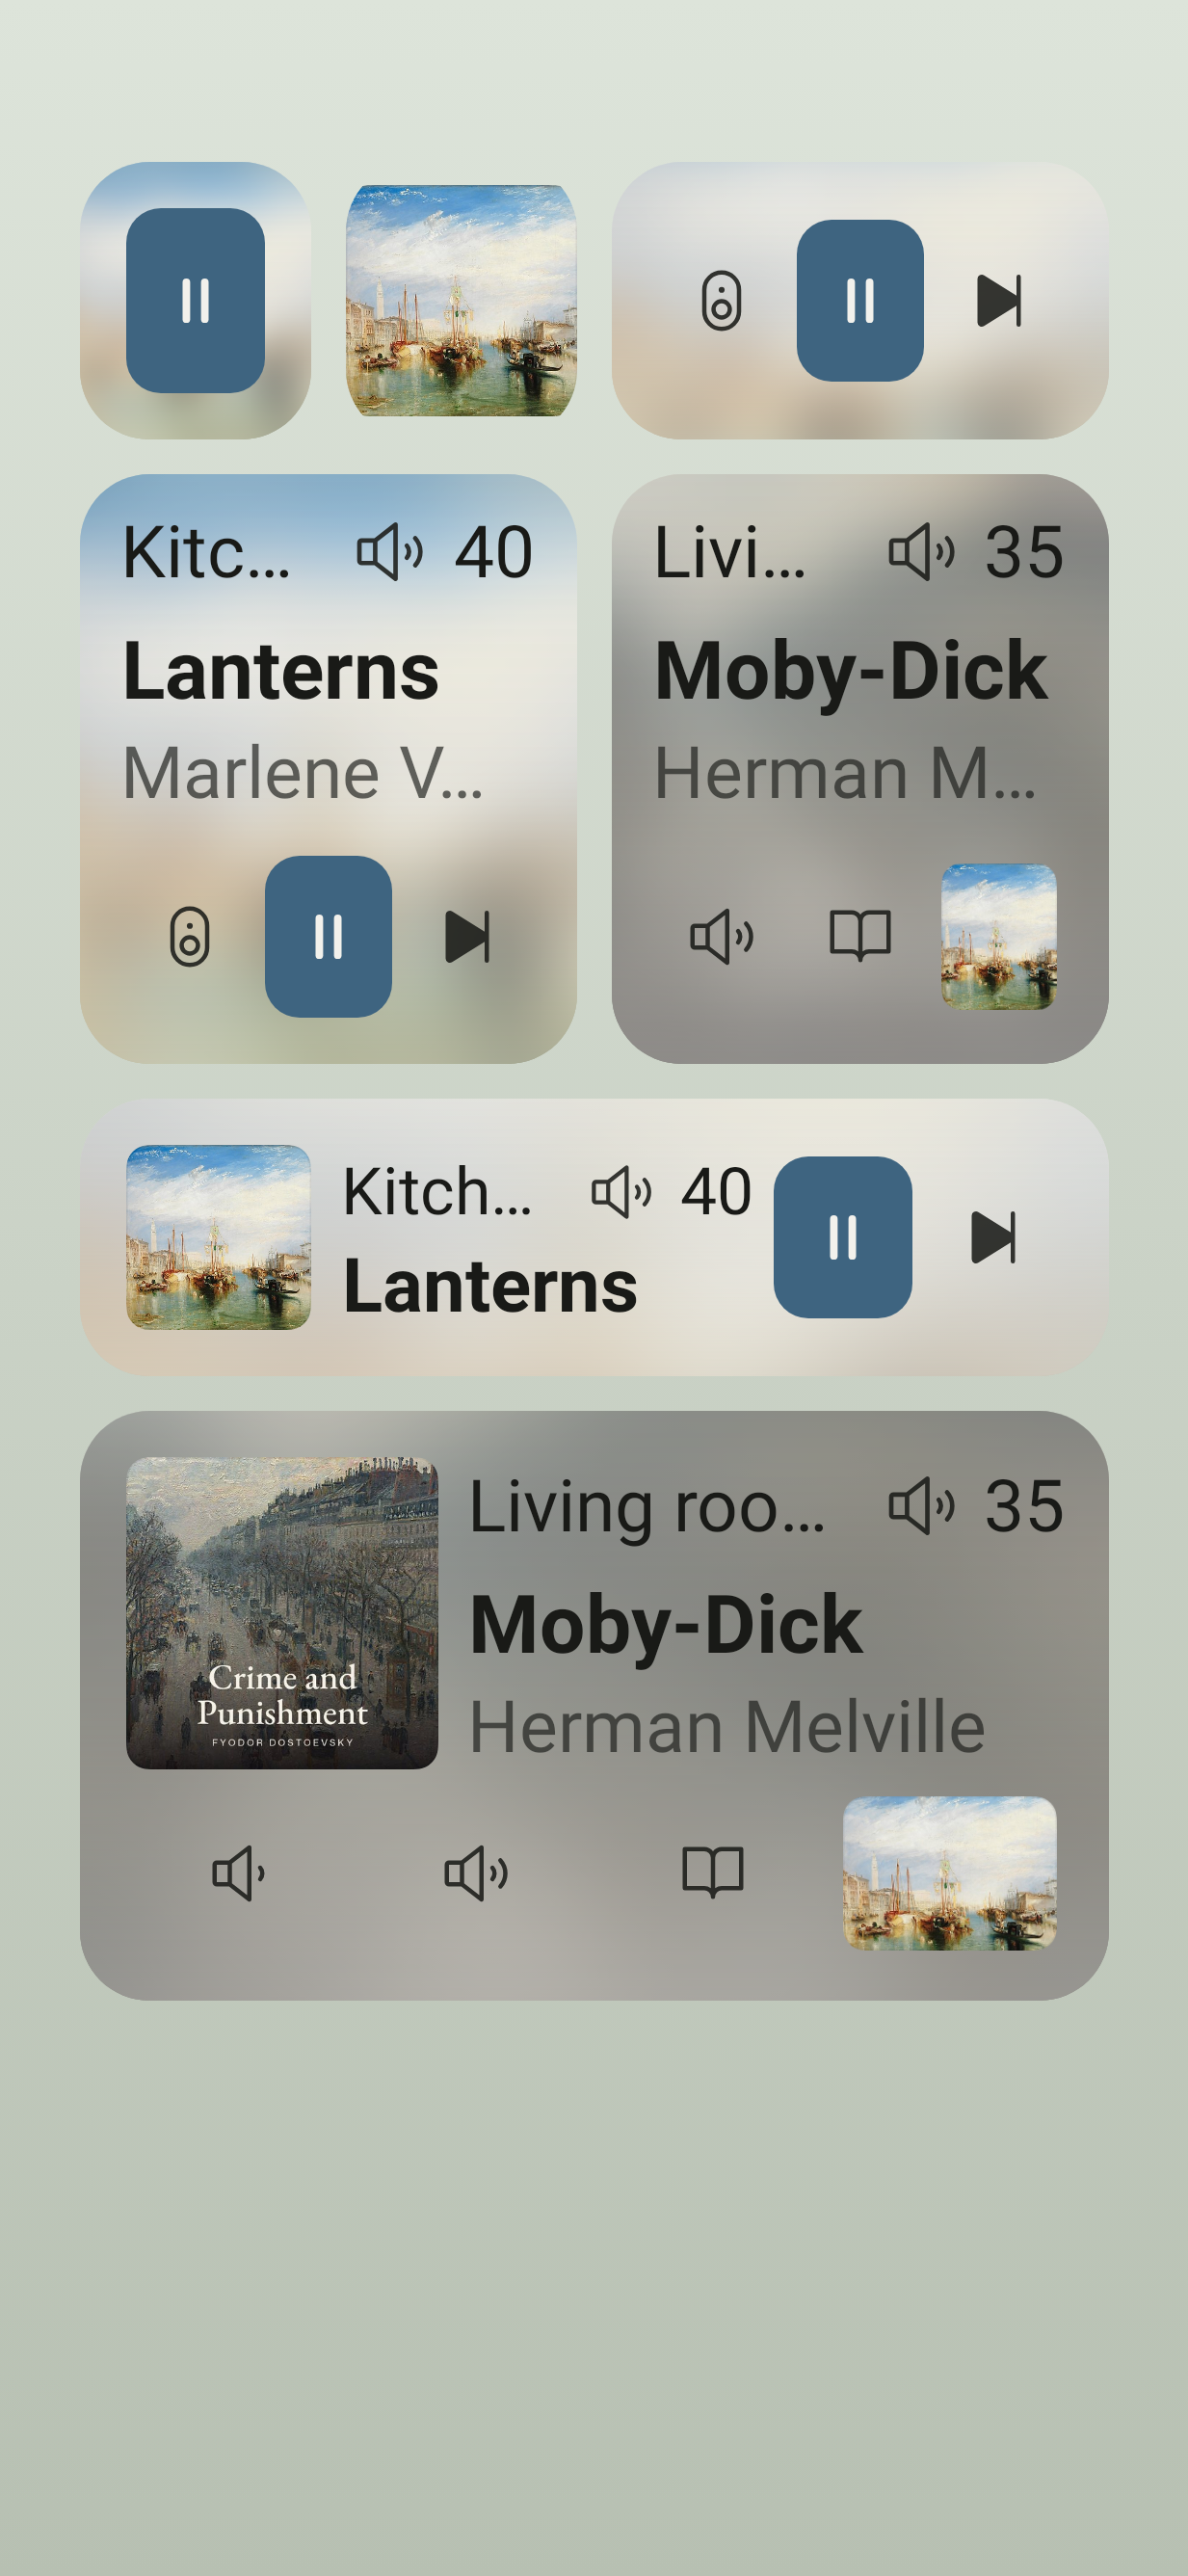 Kitc... 40
Lanterns
Marlene V...
Livi... 35
Moby-Dick
Herman M...
Kitch... 40
Lanterns
Living roo... 35
Moby-Dick
Herman Melville
Crime and
Punishment
FYODOR DOSTOEVSKY